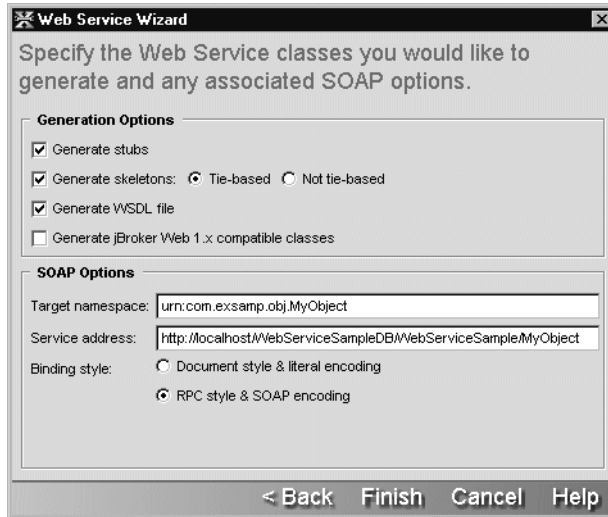 Web Service Wizard
Specify the Web Service classes you would like to
generate and any associated SOAP options.
Generation Options
Generate stubs
Generate skeletons: Tie-based Not tie-based
Generate WSDL file
Generate jBroker Web 1.x compatible classes
SOAP Options
Target namespace: urn:com.exsamp.obj.MyObject
Service address: http://localhost/WebServiceSampleDB/WebServiceSample/MyObject
Binding style: Document style & literal encoding
RPC style & SOAP encoding
< Back Finish Cancel Help